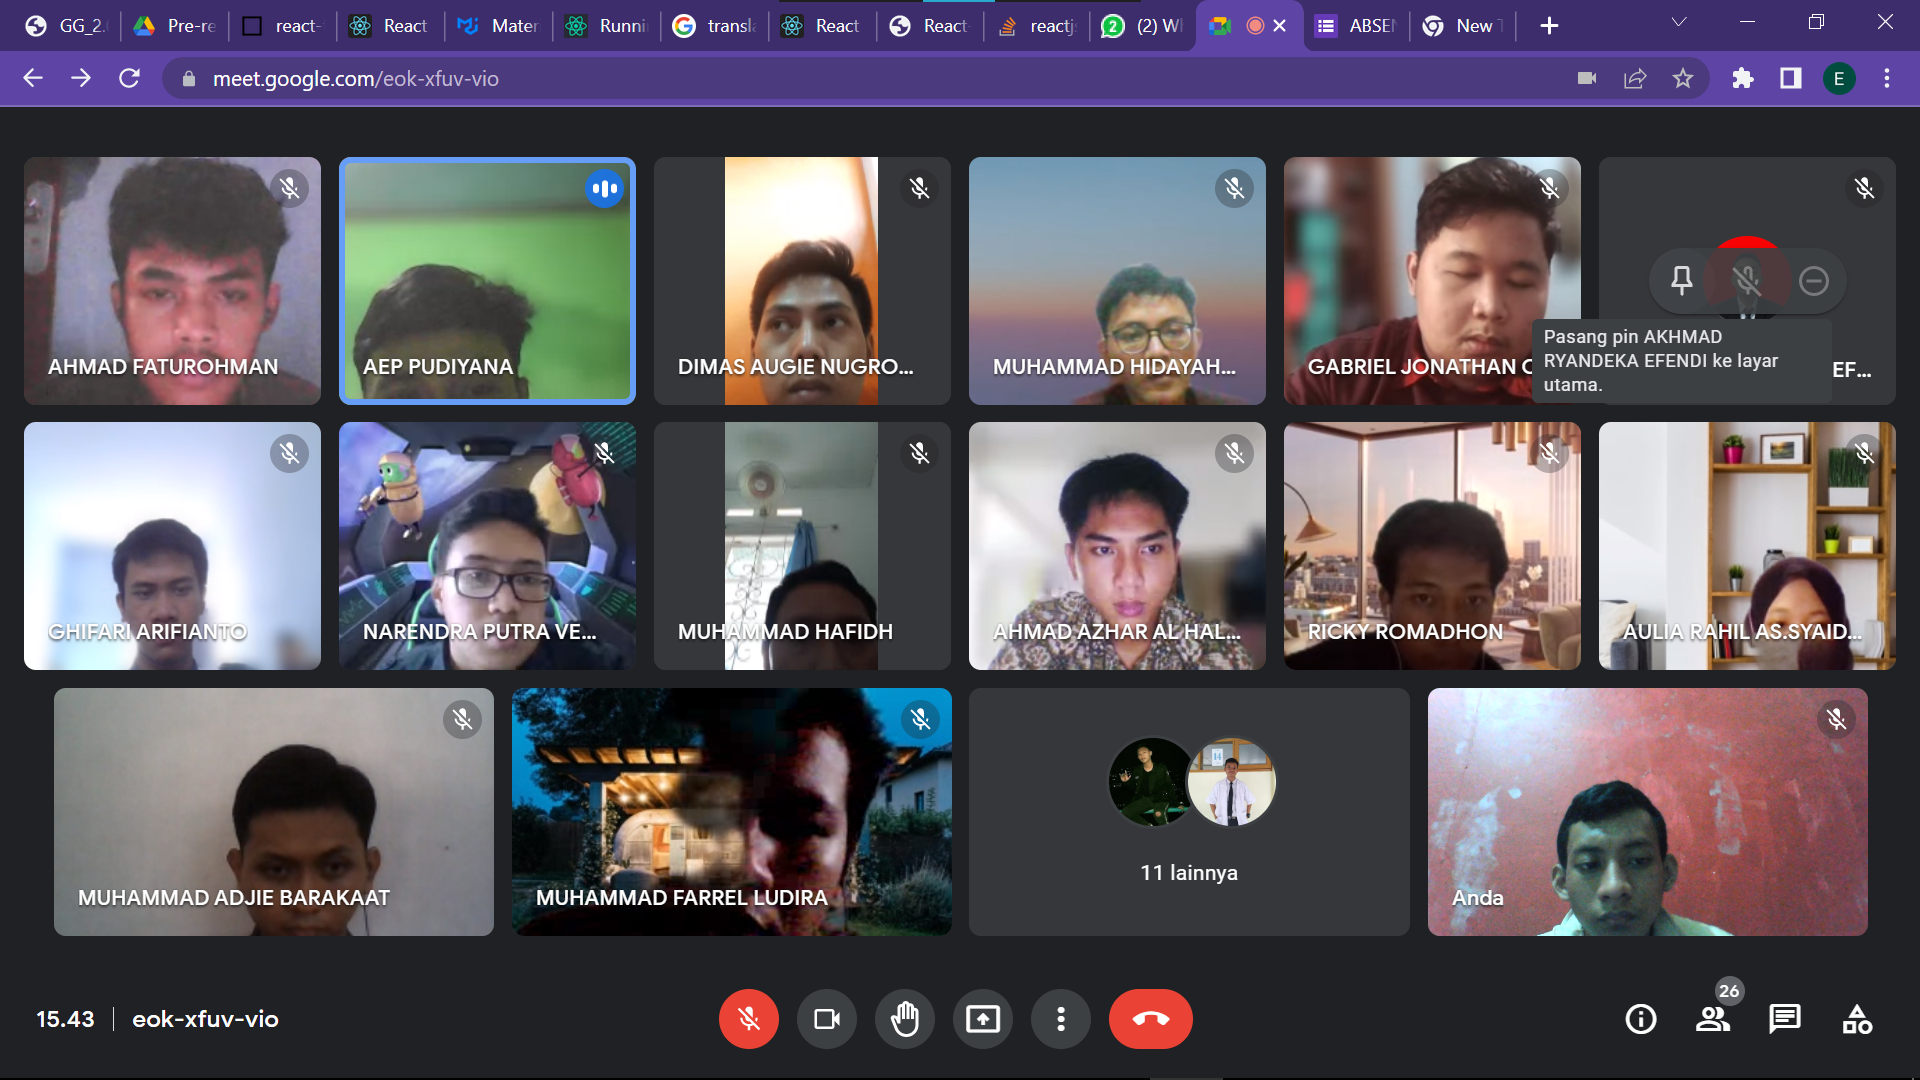 GG_2.
Pre-re
react-
React
Mater
Runni
transla
React
React-
reactj
(2) W
ABSEN
New T
meet.google.com/eok-xfuv-vio
E
AHMAD FATUROHMAN
AEP PUDIYANA
DIMAS AUGIE NUGRO...
MUHAMMAD HIDAYAH...
GABRIEL JONATHAN
Pasang pin AKHMAD
RYANDEKA EFENDI ke layar
utama.
EF...
GHIFARI ARIFIANTO
NARENDRA PUTRA VE...
MUHAMMAD HAFIDH
AHMAD AZHAR AL HAL...
RICKY ROMADHON
AULIA RAHIL AS.SYAID...
MUHAMMAD ADJIE BARAKAAT
MUHAMMAD FARREL LUDIRA
11 lainnya
Anda
15.43
eok-xfuv-vio
26